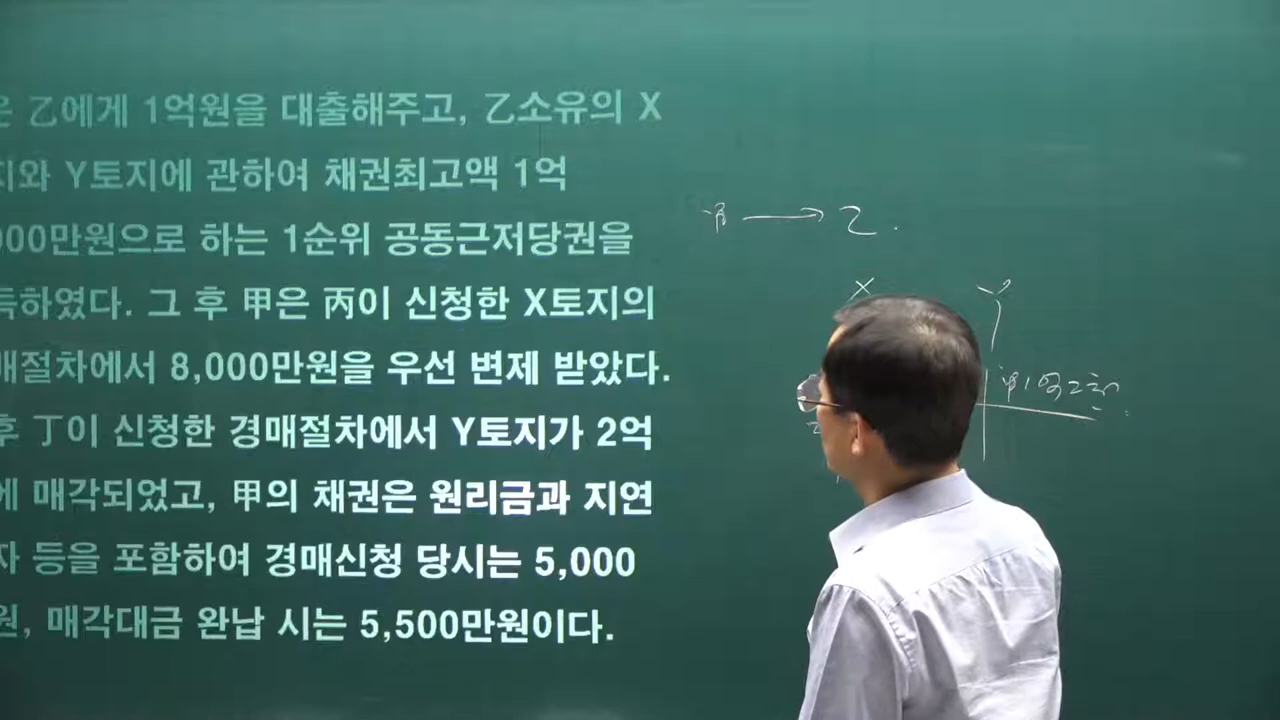 乙에게 1억원을 대출해주고, 乙소유의 X
지와 Y토지에 관하여 채권최고액 1억
000만원으로 하는 1순위 공동근저당권을
득하였다. 그 후 甲은 丙이 신청한 X토지의
매절차에서 8,000만원을 우선 변제 받았다.
후 丁이 신청한 경매절차에서 Y토지가 2억
에 매각되었고, 甲의 채권은 원리금과 지연
자 등을 포함하여 경매신청 당시는 5,000
원, 매각대금 완납 시는 5,500만원이다.
甲 → 乙.
X Y
甲1억2천